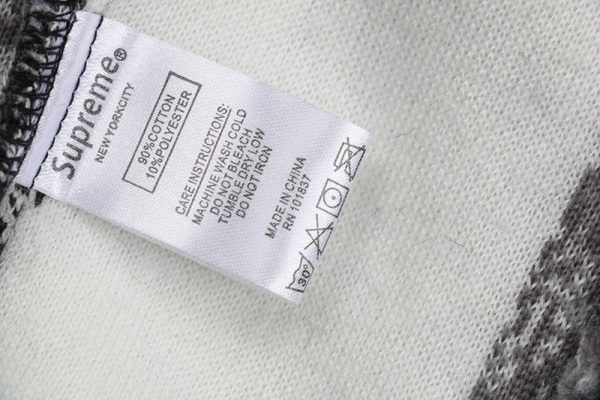 Supreme®
NEWYORKCITY
90%COTTON
10%POLYESTER
CARE INSTRUCTIONS:
MACHINE WASH COLD
DO NOT BLEACH
TUMBLE DRY LOW
DO NOT IRON
MADE IN CHINA
RN 101837
30°